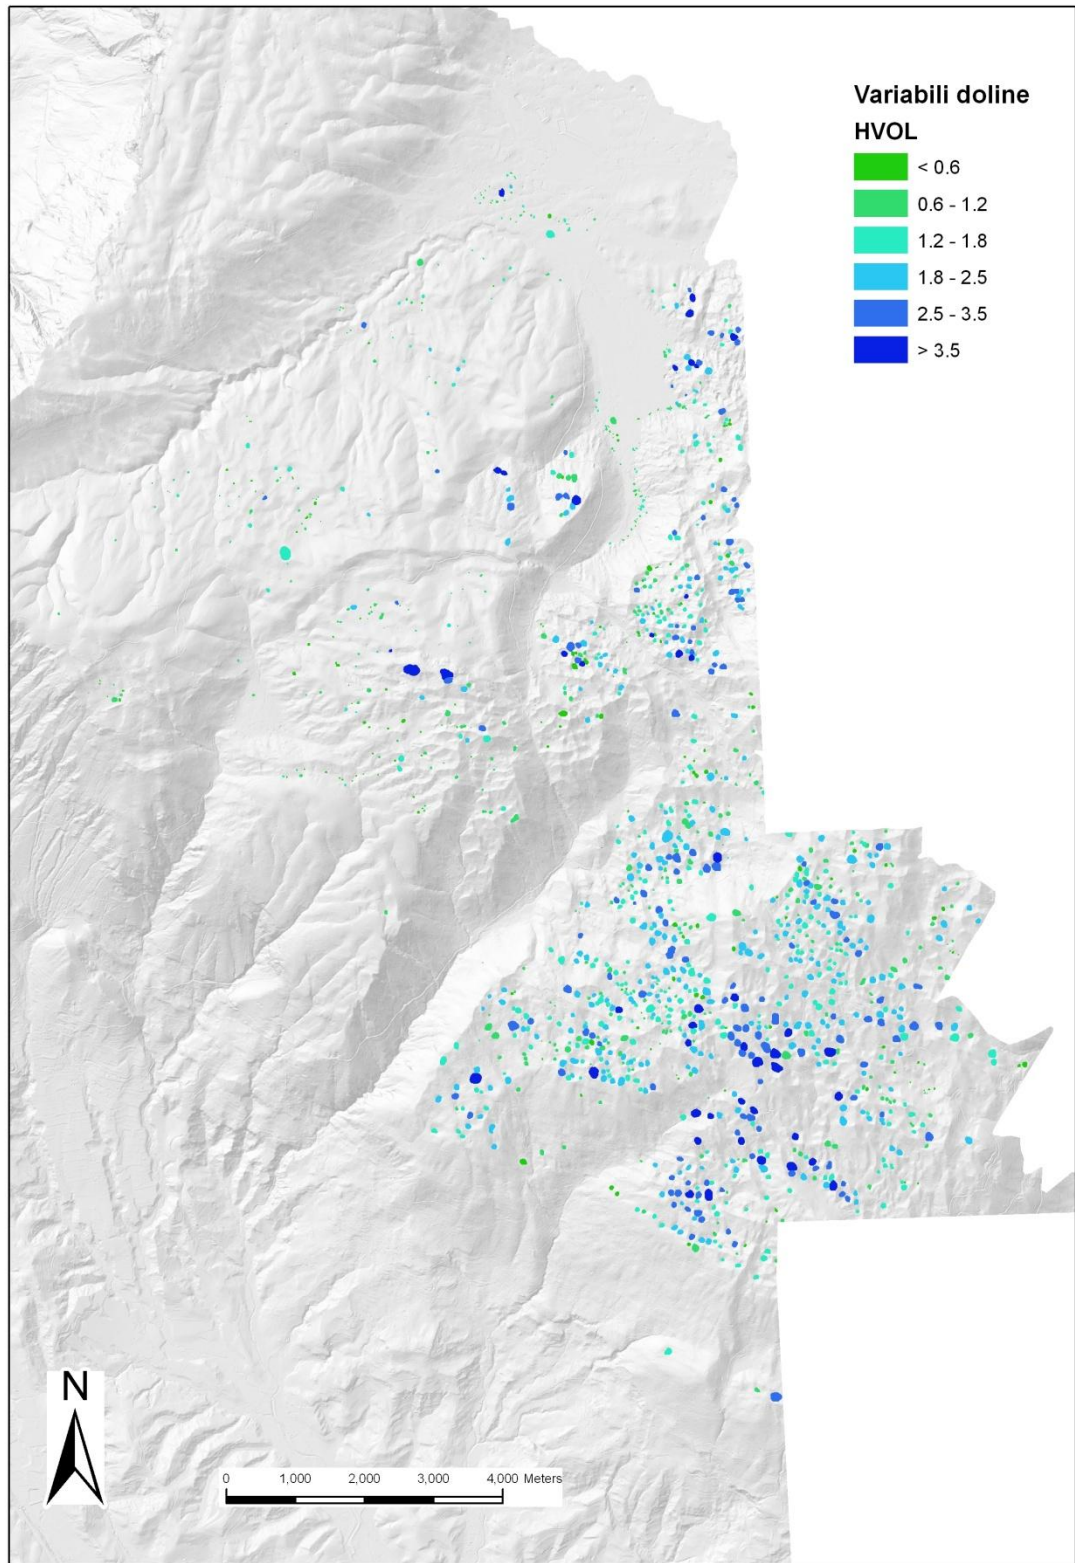 Variabili doline
HVOL
< 0.6
0.6 - 1.2
1.2 - 1.8
1.8 - 2.5
2.5 - 3.5
> 3.5
N
0 1,000 2,000 3,000 4,000 Meters